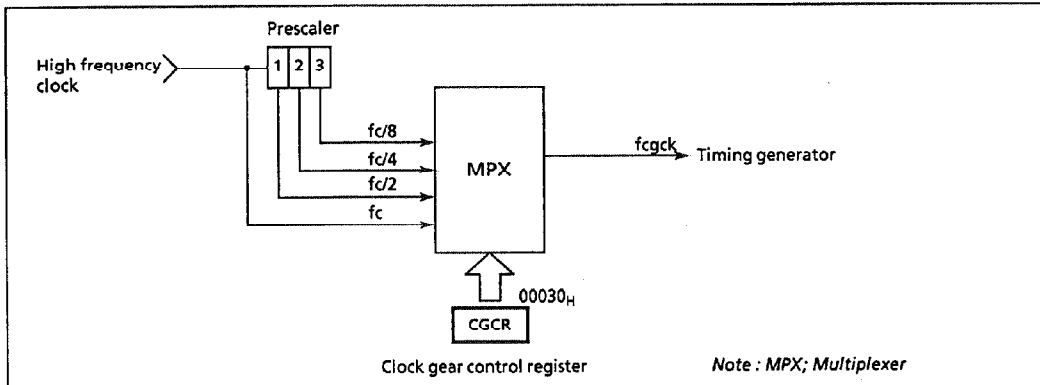 Prescaler
High frequency
clock
1 2 3
fc/8
fc/4
fc/2
fc
MPX
fcgck
Timing generator
00030H
CGCR
Clock gear control register
Note : MPX; Multiplexer